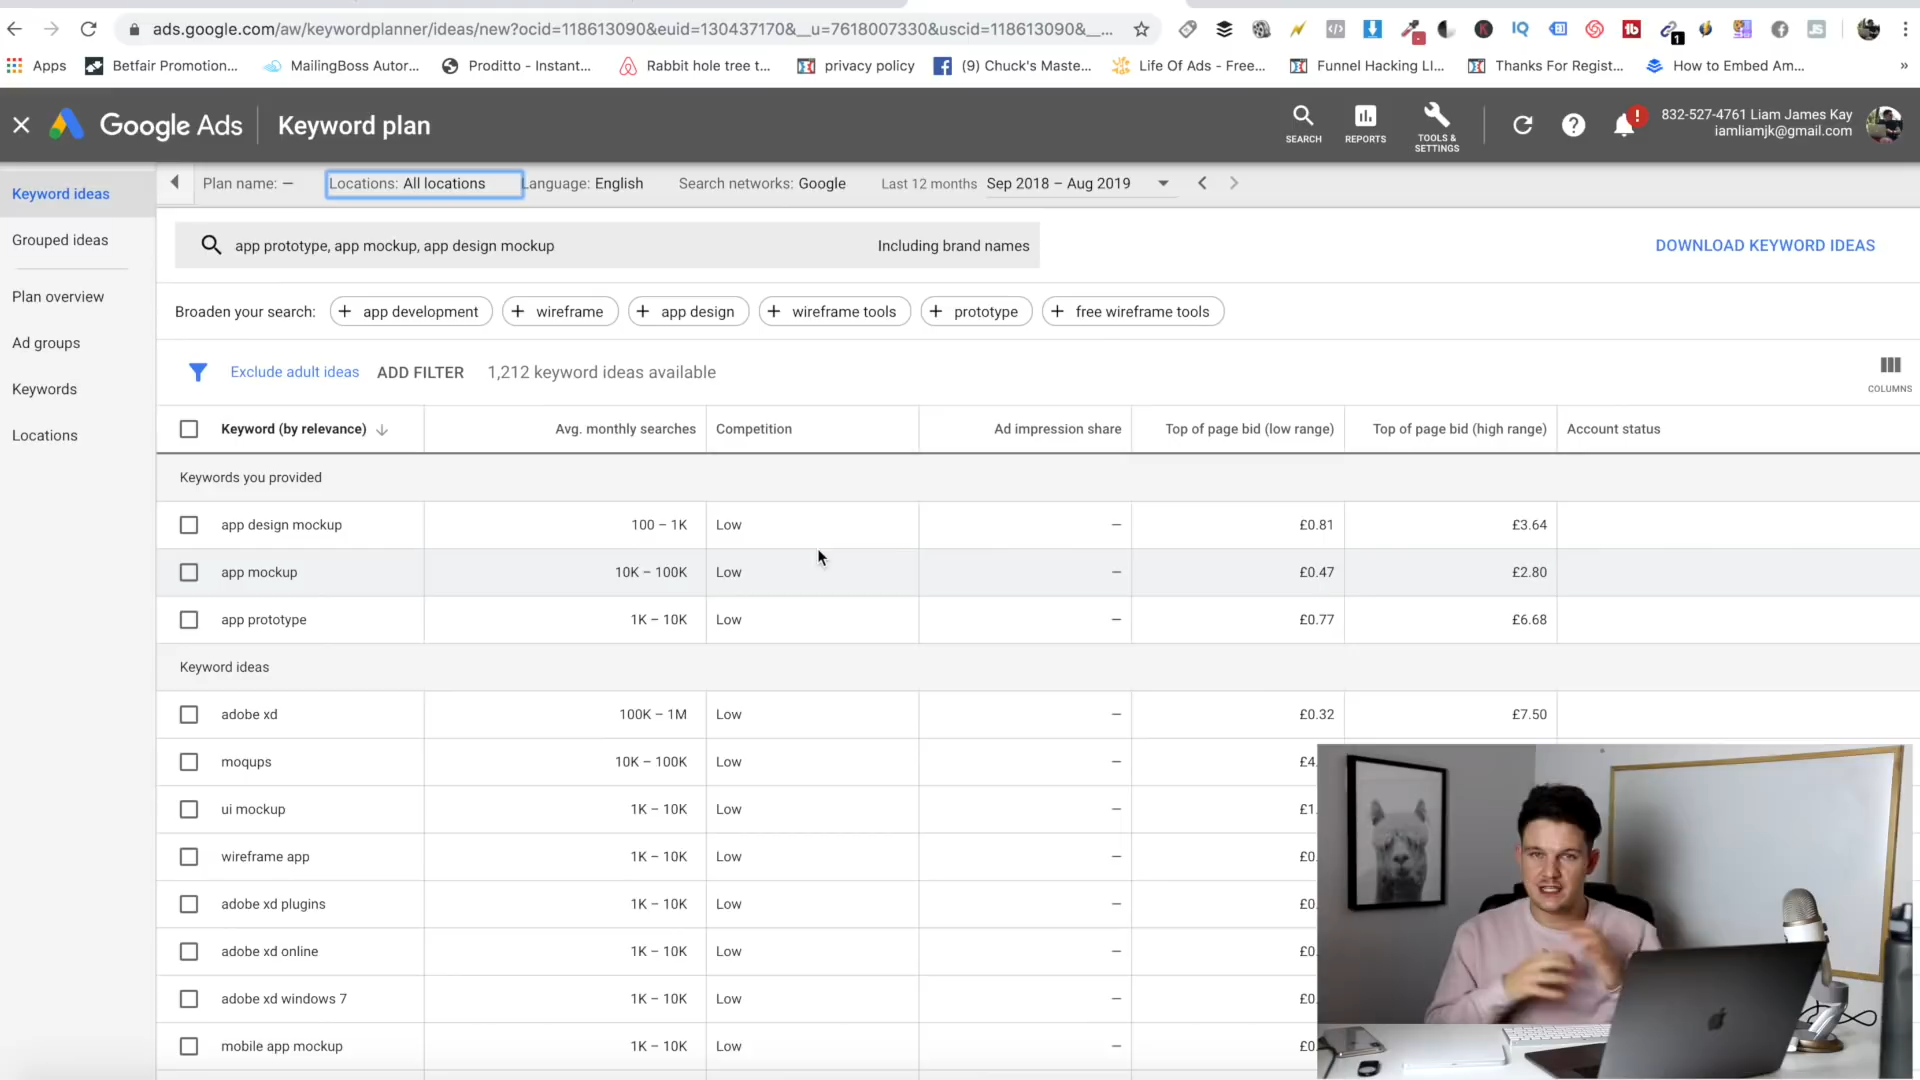 ads.google.com/aw/keywordplanner/ideas/new?ocid=118613090&euid=130437170&__u=7618007330&uscid=118613090&__...
Apps Betfair Promotion... MailingBoss Autor... Proditto - Instant... Rabbit hole tree t... privacy policy (9) Chuck's Maste... Life Of Ads - Free... Funnel Hacking LI... Thanks For Regist... How to Embed Am... »
Google Ads Keyword plan
SEARCH
REPORTS
TOOLS &
SETTINGS
832-527-4761 Liam James Kay
iamliamjk@gmail.com
Keyword ideas
Grouped ideas
Plan overview
Ad groups
Keywords
Locations
Plan name: — Locations: All locations Language: English Search networks: Google Last 12 months Sep 2018 – Aug 2019
app prototype, app mockup, app design mockup Including brand names DOWNLOAD KEYWORD IDEAS
Broaden your search: + app development + wireframe + app design + wireframe tools + prototype + free wireframe tools
Exclude adult ideas ADD FILTER 1,212 keyword ideas available
COLUMNS
Keyword (by relevance) Avg. monthly searches Competition Ad impression share Top of page bid (low range) Top of page bid (high range) Account status
Keywords you provided
app design mockup 100 – 1K Low — £0.81 £3.64
app mockup 10K – 100K Low — £0.47 £2.80
app prototype 1K – 10K Low — £0.77 £6.68
Keyword ideas
adobe xd 100K – 1M Low — £0.32 £7.50
moqups 10K – 100K Low — £4.
ui mockup 1K – 10K Low — £1.
wireframe app 1K – 10K Low — £0.
adobe xd plugins 1K – 10K Low — £0.
adobe xd online 1K – 10K Low — £0.
adobe xd windows 7 1K – 10K Low — £0.
mobile app mockup 1K – 10K Low — £0.